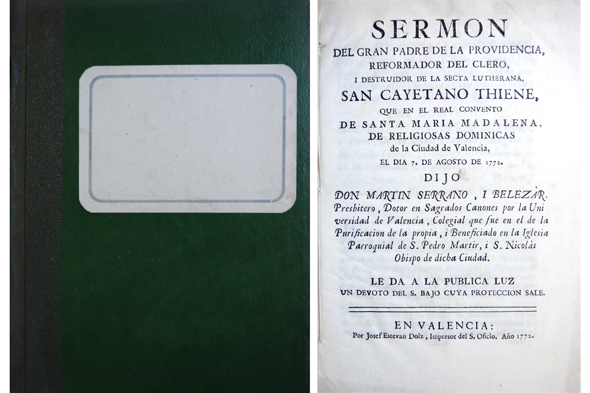 SERMON
DEL GRAN PADRE DE LA PROVIDENCIA,
REFORMADOR DEL CLERO,
I DESTRUIDOR DE LA SECTA LUTHERANA,
SAN CAYETANO THIENE,
QUE EN EL REAL CONVENTO
DE SANTA MARIA MADALENA,
DE RELIGIOSAS DOMINICAS
de la Ciudad de Valencia,
EL DIA 7. DE AGOSTO DE 1772.
DIJO
DON MARTIN SERRANO, I BELEZÀR.
Presbitero, Dotor en Sagrados Canones por la Uni
versidad de Valencia, Colegial que fue en el de la
Purificacion de la propia, i Beneficiado en la Iglesia
Parroquial de S. Pedro Martir, i S. Nicolás
Obispo de dicha Ciudad.
LE DA A LA PUBLICA LUZ
UN DEVOTO DEL S. BAJO CUYA PROTECCION SALE.
EN VALENCIA:
Por Josef Estevan Dolz, Impresor del S. Oficio. Año 1772.